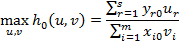 max_{u,v} h_0(u, v) = \frac{\sum_{r=1}^{s} y_{r0} u_r}{\sum_{i=1}^{m} x_{i0} v_i}